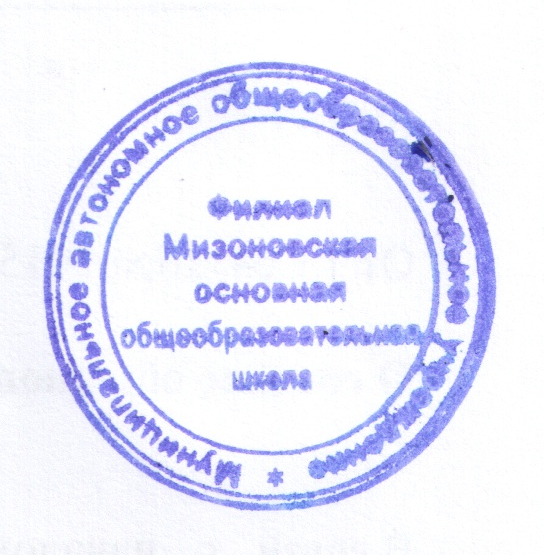 Муниципальное автономное общеобразовательное учреждение *
Филиал
Мизоновская
основная
общеобразовательная
школа